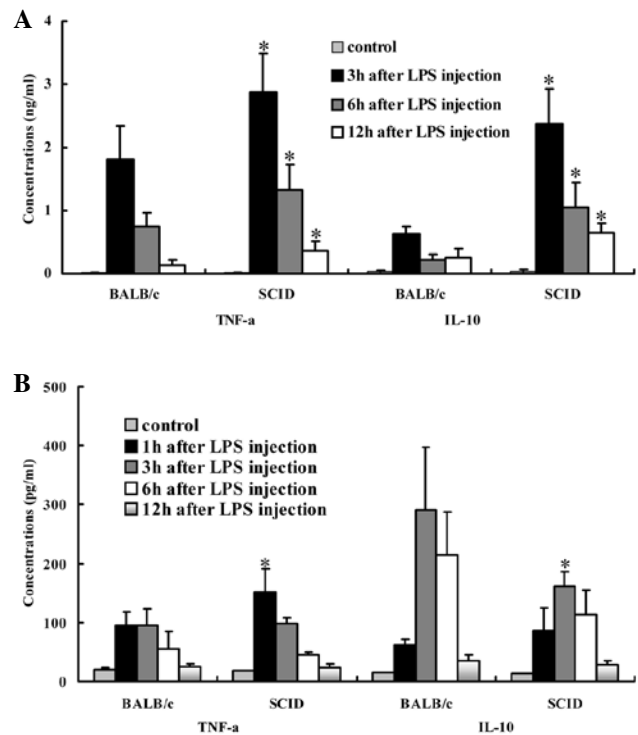 A
Concentrations (ng/ml)
4
3
2
1
0
control
3h after LPS injection
6h after LPS injection
12h after LPS injection
* * * * * *
BALB/c SCID BALB/c SCID
TNF-a IL-10
B
Concentrations (pg/ml)
500
400
300
200
100
0
control
1h after LPS injection
3h after LPS injection
6h after LPS injection
12h after LPS injection
* *
BALB/c SCID BALB/c SCID
TNF-a IL-10